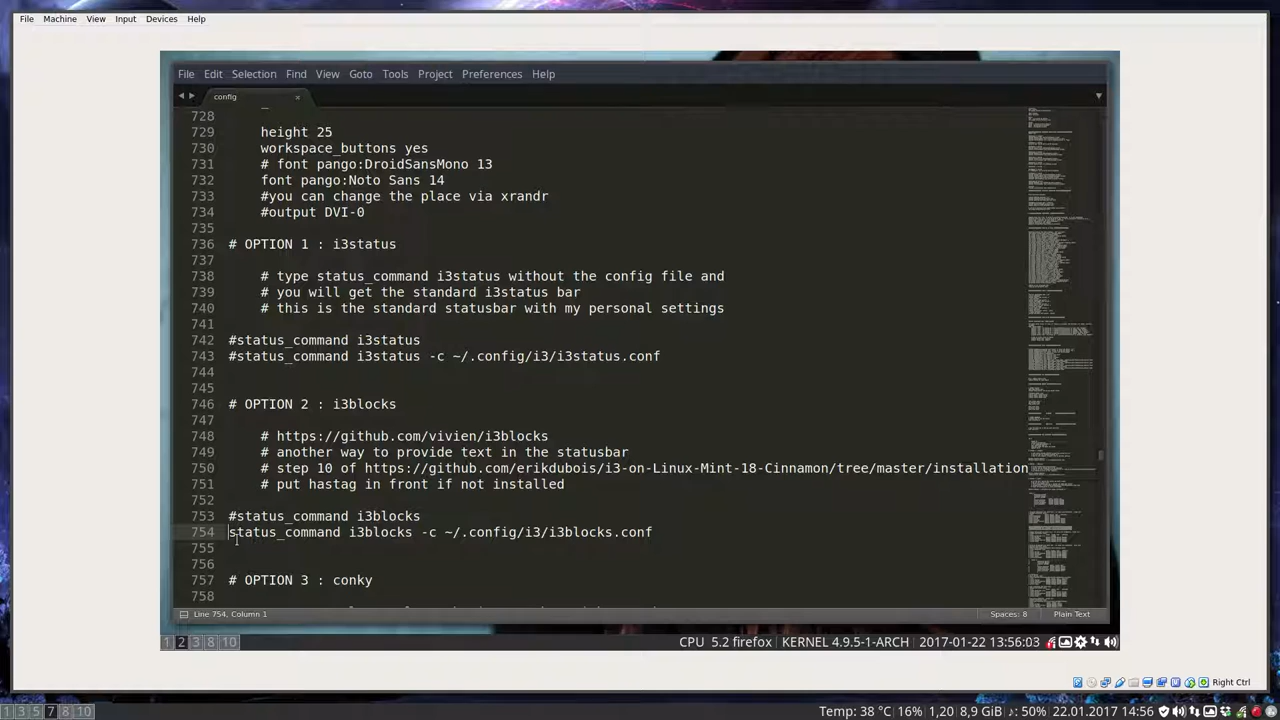 File Machine View Input Devices Help
File Edit Selection Find View Goto Tools Project Preferences Help
config
728
729 height 25
730 workspace_buttons yes
731 # font pango:DroidSansMono 13
732 font pango:Noto Sans 14
733 #you can change the place via xrandr
734 #output DVI-0
735
736 # OPTION 1 : i3status
737
738 # type status_command i3status without the config file and
739 # you will get the standard i3status bar
740 # this is the standard statusbar with my personal settings
741
742 #status_command i3status
743 #status_command i3status -c ~/.config/i3/i3status.conf
744
745
746 # OPTION 2 : i3blocks
747
748 # https://github.com/vivien/i3blocks
749 # another way to provide text in the statusbar
750 # step 10 : https://github.com/erikdubois/i3-on-Linux-Mint-18-Cinnamon/tree/master/installation
751 # put hastag in front if not installed
752
753 #status_command i3blocks
754 status_command i3blocks -c ~/.config/i3/i3blocks.conf
755
756
757 # OPTION 3 : conky
758
Line 754, Column 1 Spaces: 8 Plain Text
1 2 3 8 10 CPU 5.2 firefox | KERNEL 4.9.5-1-ARCH | 2017-01-22 13:56:03
Right Ctrl
1 3 5 7 8 10 Temp: 38 °C | 16% | 1,20 | 8,9 GiB | ♪: 50% | 22.01.2017 14:56